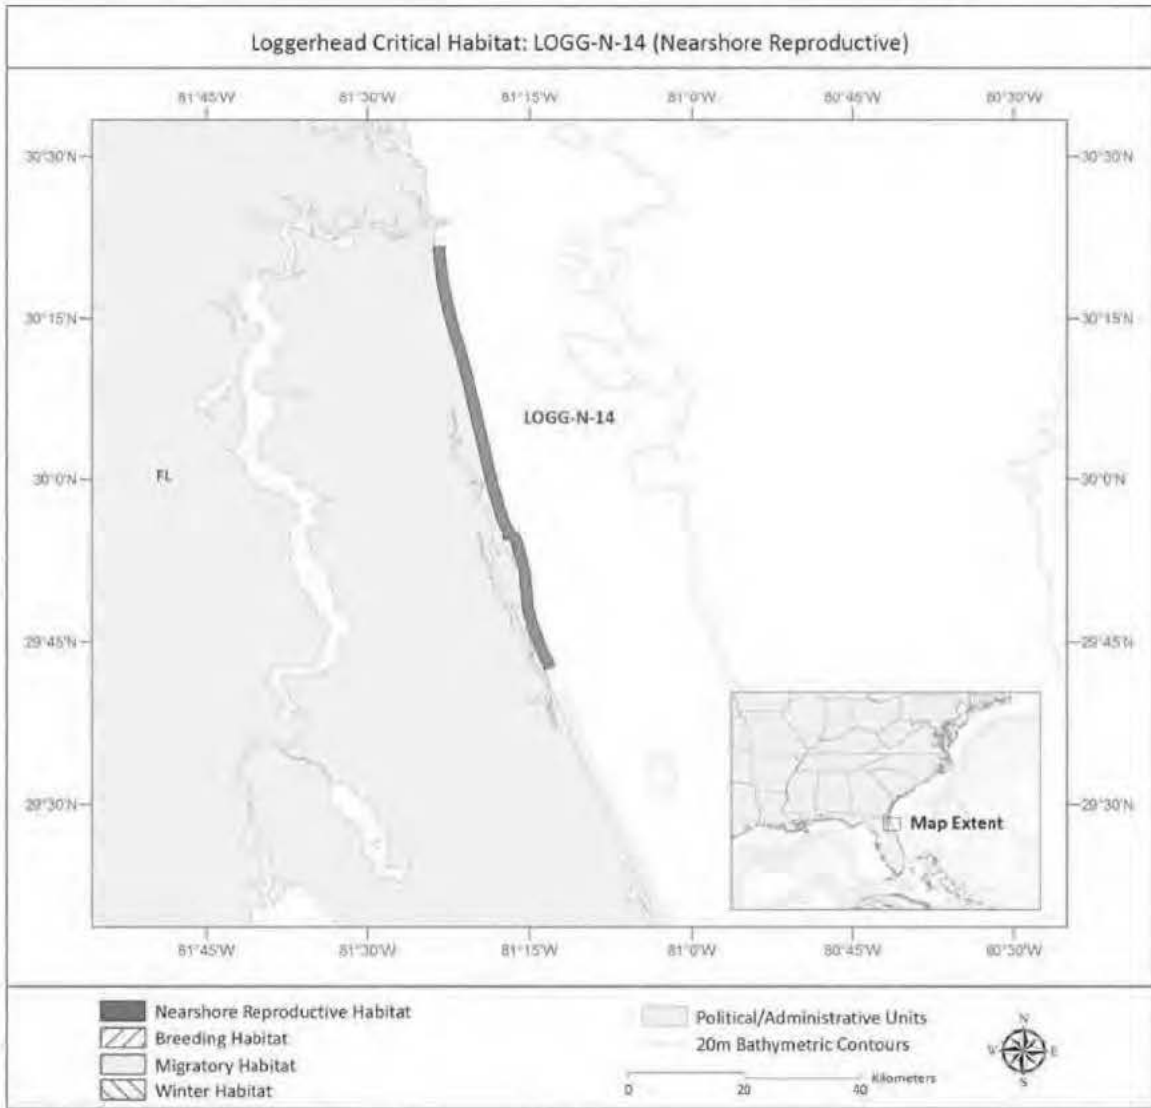 Loggerhead Critical Habitat: LOGG-N-14 (Nearshore Reproductive)
81°45'W 81°30'W 81°15'W 81°0'W 80°45'W 80°30'W
30°30'N 30°30'N
30°15'N 30°15'N
LOGG-N-14
FL
30°0'N 30°0'N
29°45'N 29°45'N
29°30'N 29°30'N
Map Extent
81°45'W 81°30'W 81°15'W 81°0'W 80°45'W 80°30'W
Nearshore Reproductive Habitat
Breeding Habitat
Migratory Habitat
Winter Habitat
Political/Administrative Units
20m Bathymetric Contours
Kilometers
0 20 40
N
W E
S